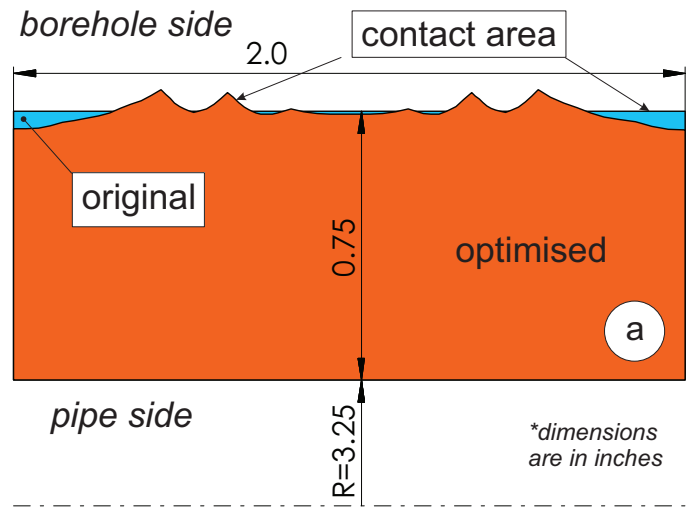 borehole side
contact area
2.0
original
0.75
optimised
a
pipe side
R=3.25
*dimensions
are in inches